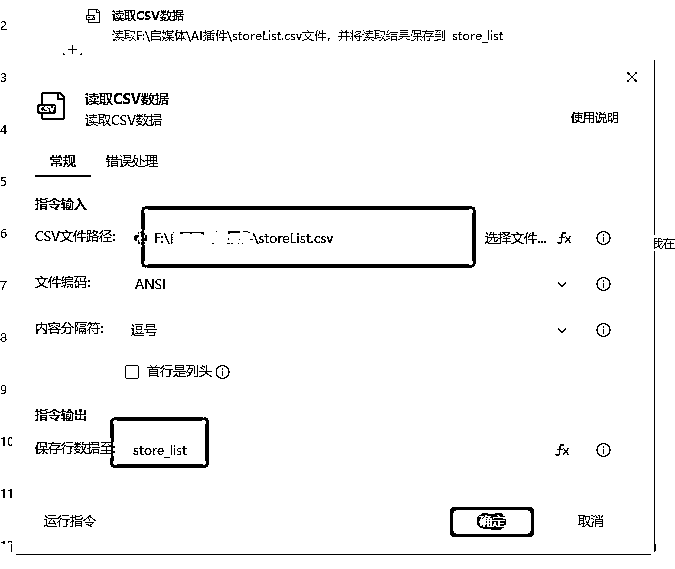 2
读取CSV数据
读取F:\自媒体\AI插件\storeList.csv文件，并将读取结果保存到 store_list
3
读取CSV数据
读取CSV数据
使用说明
4
常规 错误处理
5
指令输入
6
CSV文件路径: F:\ \storeList.csv 选择文件... fx
我在
7
文件编码: ANSI
8
内容分隔符: 逗号
首行是列头
9
指令输出
10
保存行数据至: store_list fx
11
运行指令 确定 取消